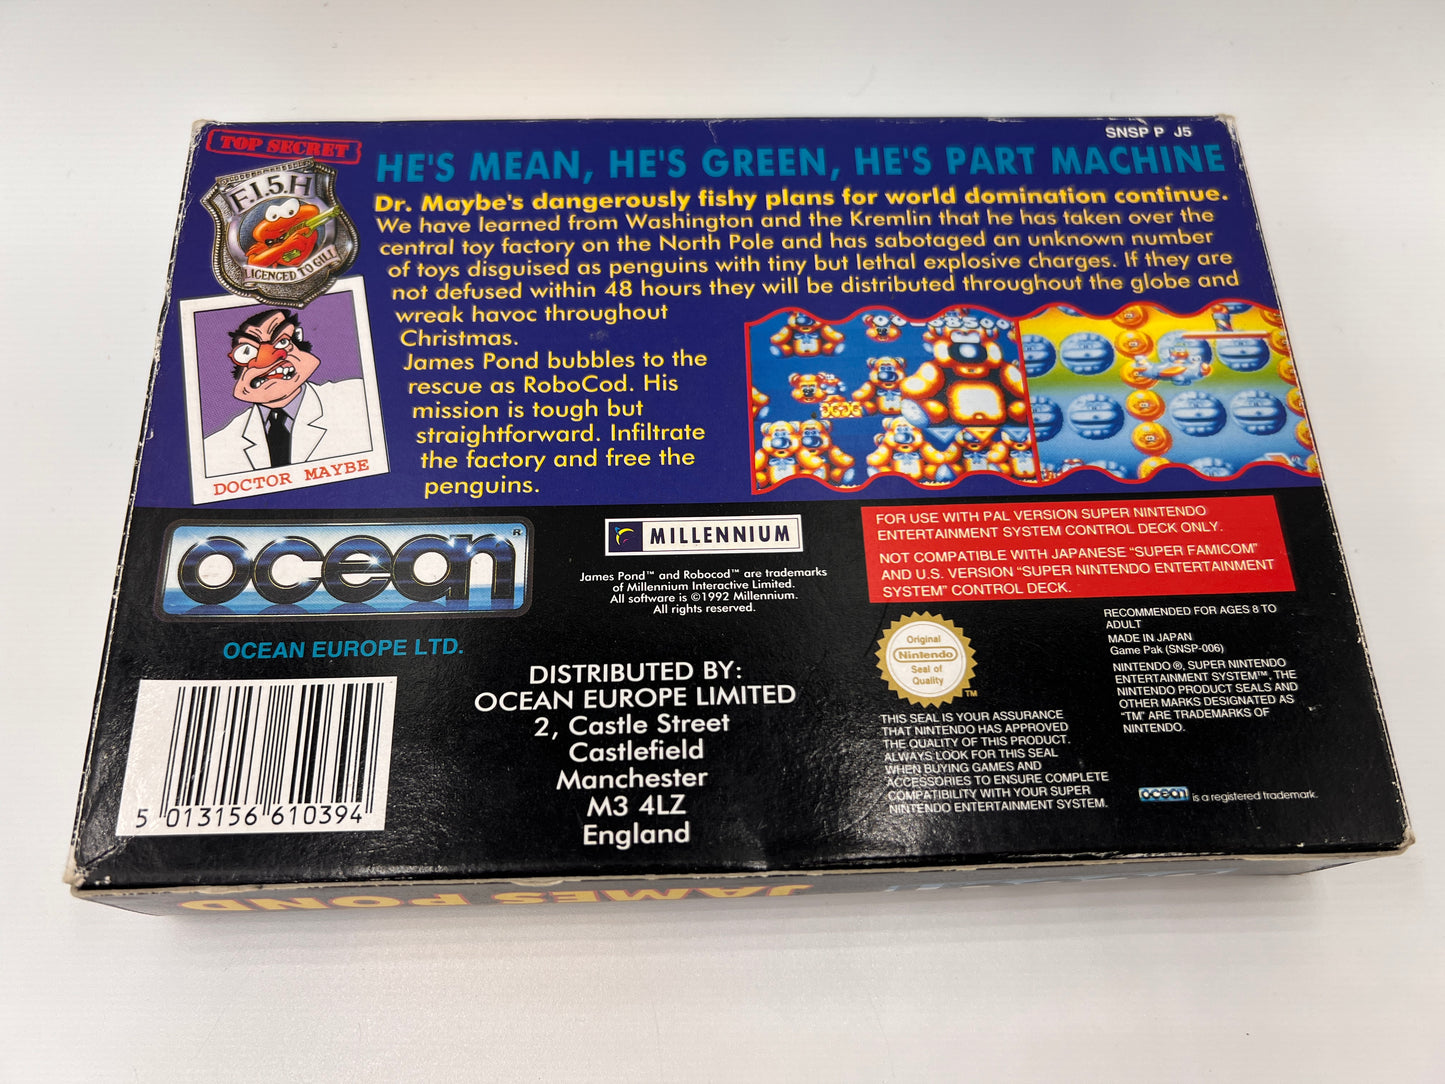 SNSP P J5
TOP SECRET
F.I.5.H
LICENCED TO GILL
HE'S MEAN, HE'S GREEN, HE'S PART MACHINE
Dr. Maybe's dangerously fishy plans for world domination continue.
We have learned from Washington and the Kremlin that he has taken over the
central toy factory on the North Pole and has sabotaged an unknown number
of toys disguised as penguins with tiny but lethal explosive charges. If they are
not defused within 48 hours they will be distributed throughout the globe and
wreak havoc throughout
Christmas.
James Pond bubbles to the
rescue as RoboCod. His
mission is tough but
straightforward. Infiltrate
the factory and free the
penguins.
DOCTOR MAYBE
ocean®
OCEAN EUROPE LTD.
MILLENNIUM
James Pond™ and Robocod™ are trademarks
of Millennium Interactive Limited.
All software is ©1992 Millennium.
All rights reserved.
FOR USE WITH PAL VERSION SUPER NINTENDO
ENTERTAINMENT SYSTEM CONTROL DECK ONLY.
NOT COMPATIBLE WITH JAPANESE "SUPER FAMICOM"
AND U.S. VERSION "SUPER NINTENDO ENTERTAINMENT
SYSTEM" CONTROL DECK.
DISTRIBUTED BY:
OCEAN EUROPE LIMITED
2, Castle Street
Castlefield
Manchester
M3 4LZ
England
Original
Nintendo
Seal of
Quality
TM
THIS SEAL IS YOUR ASSURANCE
THAT NINTENDO HAS APPROVED
THE QUALITY OF THIS PRODUCT.
ALWAYS LOOK FOR THIS SEAL
WHEN BUYING GAMES AND
ACCESSORIES TO ENSURE COMPLETE
COMPATIBILITY WITH YOUR SUPER
NINTENDO ENTERTAINMENT SYSTEM.
RECOMMENDED FOR AGES 8 TO
ADULT
MADE IN JAPAN
Game Pak (SNSP-006)
NINTENDO ®, SUPER NINTENDO
ENTERTAINMENT SYSTEM™, THE
NINTENDO PRODUCT SEALS AND
OTHER MARKS DESIGNATED AS
"TM" ARE TRADEMARKS OF
NINTENDO.
ocean is a registered trademark.
5 013156 610394
JAMES POND